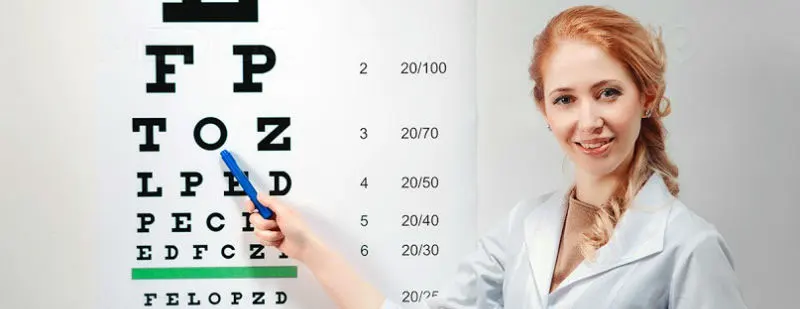 E
F P 2 20/100
T O Z 3 20/70
L P E D 4 20/50
P E C 5 20/40
E D F C Z 6 20/30
F E L O P Z D 20/25